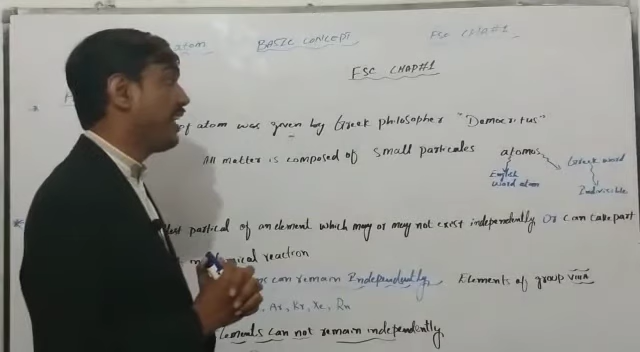 atom BASIC CONCEPT FSC CHAP#1
FSC CHAP#1
of atom was given by Greek philosopher "Democritus"
All matter is composed of small particales atomos Greek word
English word atom Indivisible
partical of an element which may or may not exist independently, Or can take part
reaction
can remain Independently, Elements of group VIIIA
Ar, Kr, Xe, Rn
can not remain independently